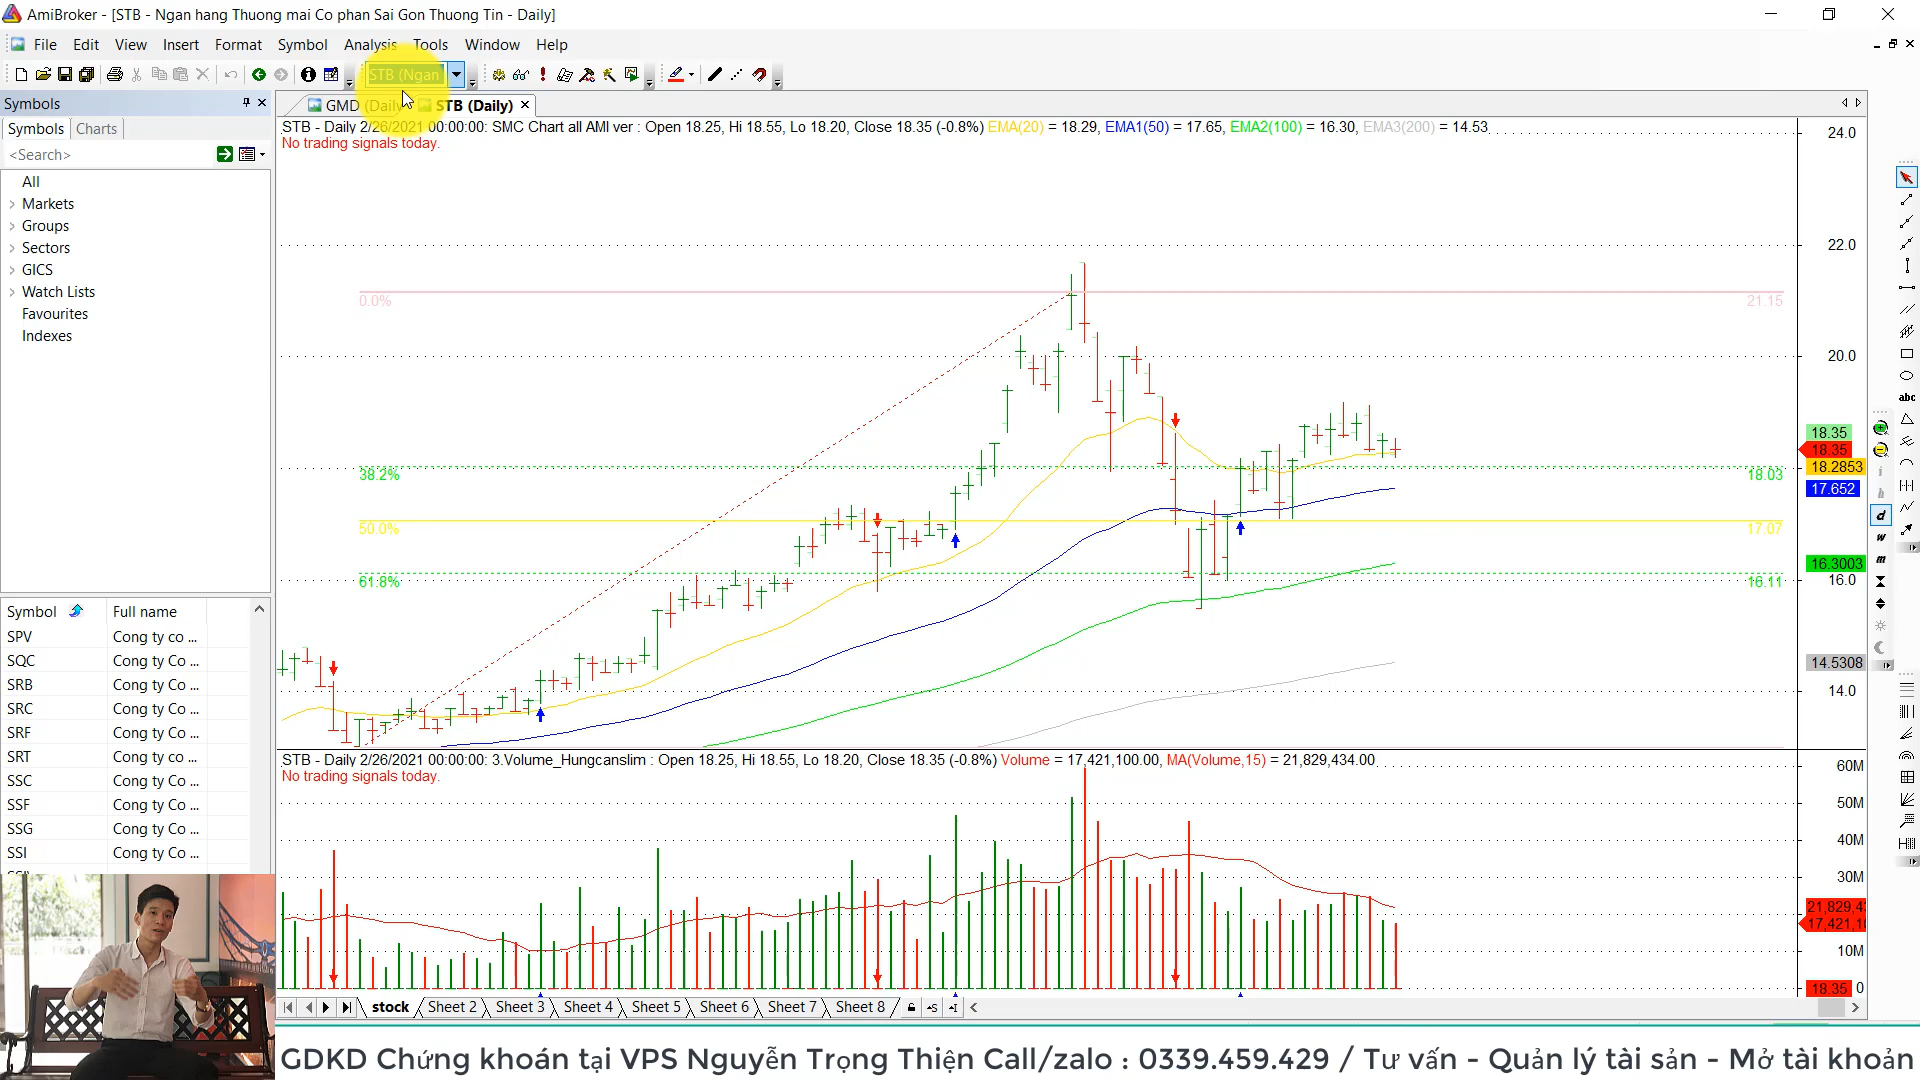 AmiBroker - [STB - Ngan hang Thuong mai Co phan Sai Gon Thuong Tin - Daily]
File Edit View Insert Format Symbol Analysis Tools Window Help
STB (Ngan
Symbols
GMD (Daily STB (Daily)
Symbols Charts
<Search>
All
Markets
Groups
Sectors
GICS
Watch Lists
Favourites
Indexes
Symbol Full name
SPV Cong ty co ...
SQC Cong ty Co ...
SRB Cong ty Co ...
SRC Cong ty Co ...
SRF Cong ty Co ...
SRT Cong ty co ...
SSC Cong ty Co ...
SSF Cong ty Co ...
SSG Cong ty Co ...
SSI Cong ty Co ...
STB - Daily 2/26/2021 00:00:00: SMC Chart all AMI ver : Open 18.25, Hi 18.55, Lo 18.20, Close 18.35 (-0.8%) EMA(20) = 18.29, EMA1(50) = 17.65, EMA2(100) = 16.30, EMA3(200) = 14.53
No trading signals today.
24.0
22.0
0.0% 21.15
20.0
18.35
18.35
18.2853
38.2% 18.03
17.652
50.0% 17.07
16.3003
61.8% 16.11
16.0
14.5308
14.0
abc
i
h
d
w
m
STB - Daily 2/26/2021 00:00:00: 3.Volume_Hungcanslim : Open 18.25, Hi 18.55, Lo 18.20, Close 18.35 (-0.8%) Volume = 17,421,100.00, MA(Volume,15) = 21,829,434.00
No trading signals today.
60M
50M
40M
30M
21,829,43
17,421,10
10M
18.35 0
stock Sheet 2 Sheet 3 Sheet 4 Sheet 5 Sheet 6 Sheet 7 Sheet 8
GDKD Chứng khoán tại VPS Nguyễn Trọng Thiện Call/zalo : 0339.459.429 / Tư vấn - Quản lý tài sản - Mở tài khoản